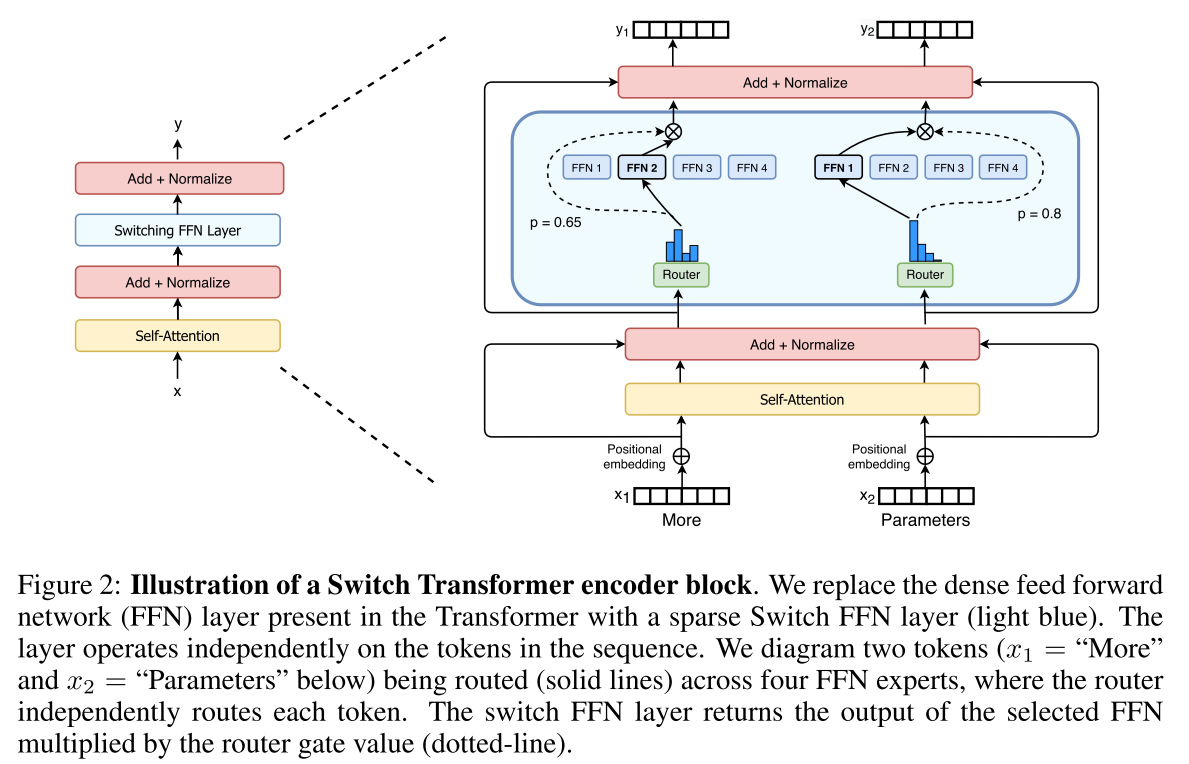 y
Add + Normalize
Switching FFN Layer
Add + Normalize
Self-Attention
x
y1 y2
Add + Normalize
FFN 1 FFN 2 FFN 3 FFN 4 FFN 1 FFN 2 FFN 3 FFN 4
p = 0.65 p = 0.8
Router Router
Add + Normalize
Self-Attention
Positional embedding Positional embedding
x1 x2
More Parameters
Figure 2: Illustration of a Switch Transformer encoder block. We replace the dense feed forward
network (FFN) layer present in the Transformer with a sparse Switch FFN layer (light blue). The
layer operates independently on the tokens in the sequence. We diagram two tokens (x1 = “More”
and x2 = “Parameters” below) being routed (solid lines) across four FFN experts, where the router
independently routes each token. The switch FFN layer returns the output of the selected FFN
multiplied by the router gate value (dotted-line).